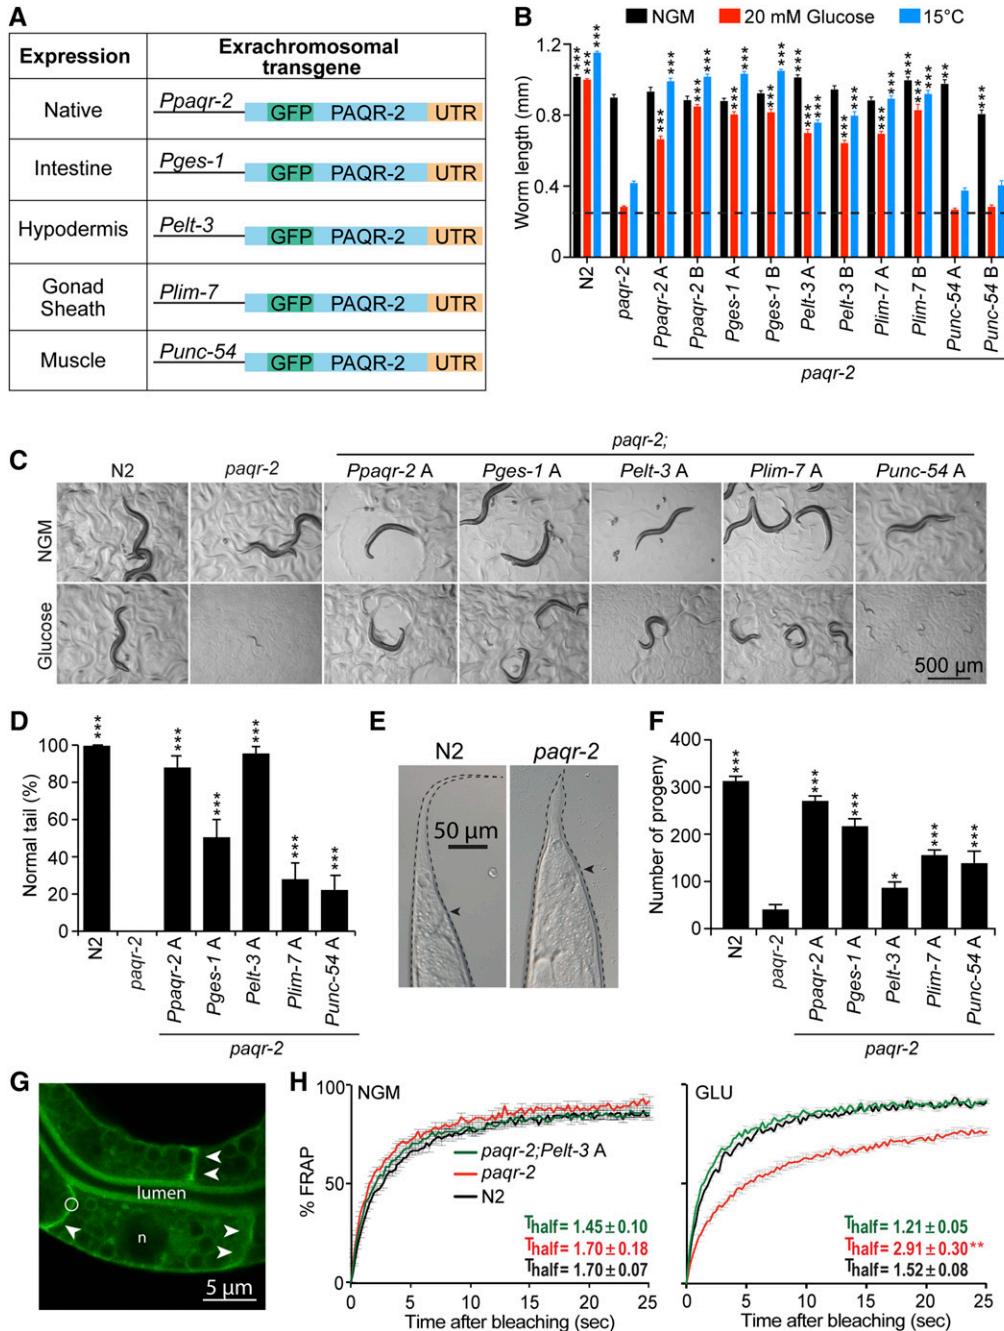 A
Expression
Extrachromosomal
transgene
Native
Ppaqr-2
GFP PAQR-2 UTR
Intestine
Pges-1
GFP PAQR-2 UTR
Hypodermis
Pelt-3
GFP PAQR-2 UTR
Gonad
Sheath
Plim-7
GFP PAQR-2 UTR
Muscle
Punc-54
GFP PAQR-2 UTR
B
NGM 20 mM Glucose 15°C
Worm length (mm)
1.2
0.8
0.4
0
*** *** ***
*** *** *** *** *** *** *** *** *** *** *** *** *** *** *** *** *** *** ** ***
N2
paqr-2
Ppaqr-2 A
Ppaqr-2 B
Pges-1 A
Pges-1 B
Pelt-3 A
Pelt-3 B
Plim-7 A
Plim-7 B
Punc-54 A
Punc-54 B
paqr-2
C
paqr-2;
N2 paqr-2 Ppaqr-2 A Pges-1 A Pelt-3 A Plim-7 A Punc-54 A
NGM
Glucose
500 µm
D
Normal tail (%)
100
80
60
40
20
0
*** *** *** *** *** ***
N2
paqr-2
Ppaqr-2 A
Pges-1 A
Pelt-3 A
Plim-7 A
Punc-54 A
paqr-2
E
N2 paqr-2
50 µm
F
Number of progeny
400
300
200
100
0
*** *** *** * *** ***
N2
paqr-2
Ppaqr-2 A
Pges-1 A
Pelt-3 A
Plim-7 A
Punc-54 A
paqr-2
G
lumen
n
5 µm
H
% FRAP
100
50
0
NGM
paqr-2;Pelt-3 A
paqr-2
N2
Thalf= 1.45±0.10
Thalf= 1.70±0.18
Thalf= 1.70±0.07
0 5 10 15 20 25
Time after bleaching (sec)
GLU
Thalf= 1.21±0.05
Thalf= 2.91±0.30**
Thalf= 1.52±0.08
0 5 10 15 20 25
Time after bleaching (sec)